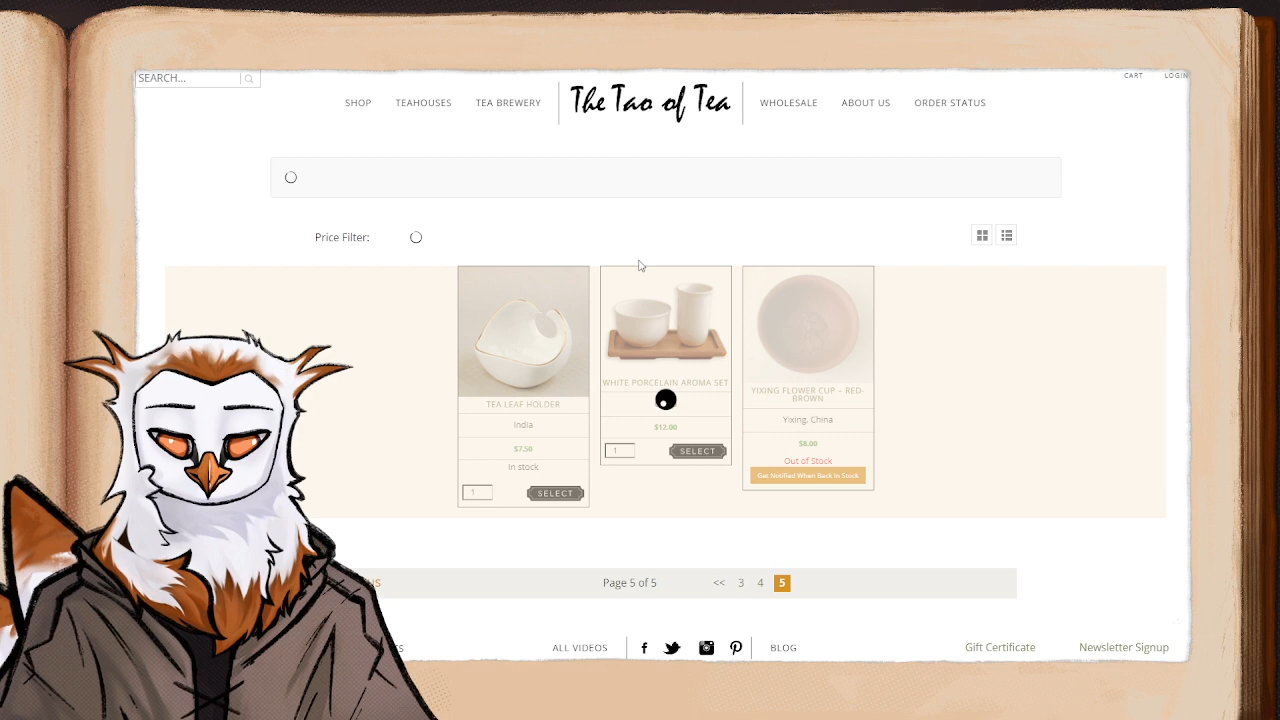 SEARCH...
CART LOGIN
SHOP TEAHOUSES TEA BREWERY The Tao of Tea WHOLESALE ABOUT US ORDER STATUS
Price Filter:
TEA LEAF HOLDER
India
$7.50
In stock
1 SELECT
WHITE PORCELAIN AROMA SET
$12.00
1 SELECT
YIXING FLOWER CUP – RED-
BROWN
Yixing, China
$8.00
Out of Stock
Get Notified When Back In Stock
Page 5 of 5 << 3 4 5
ALL VIDEOS BLOG Gift Certificate Newsletter Signup